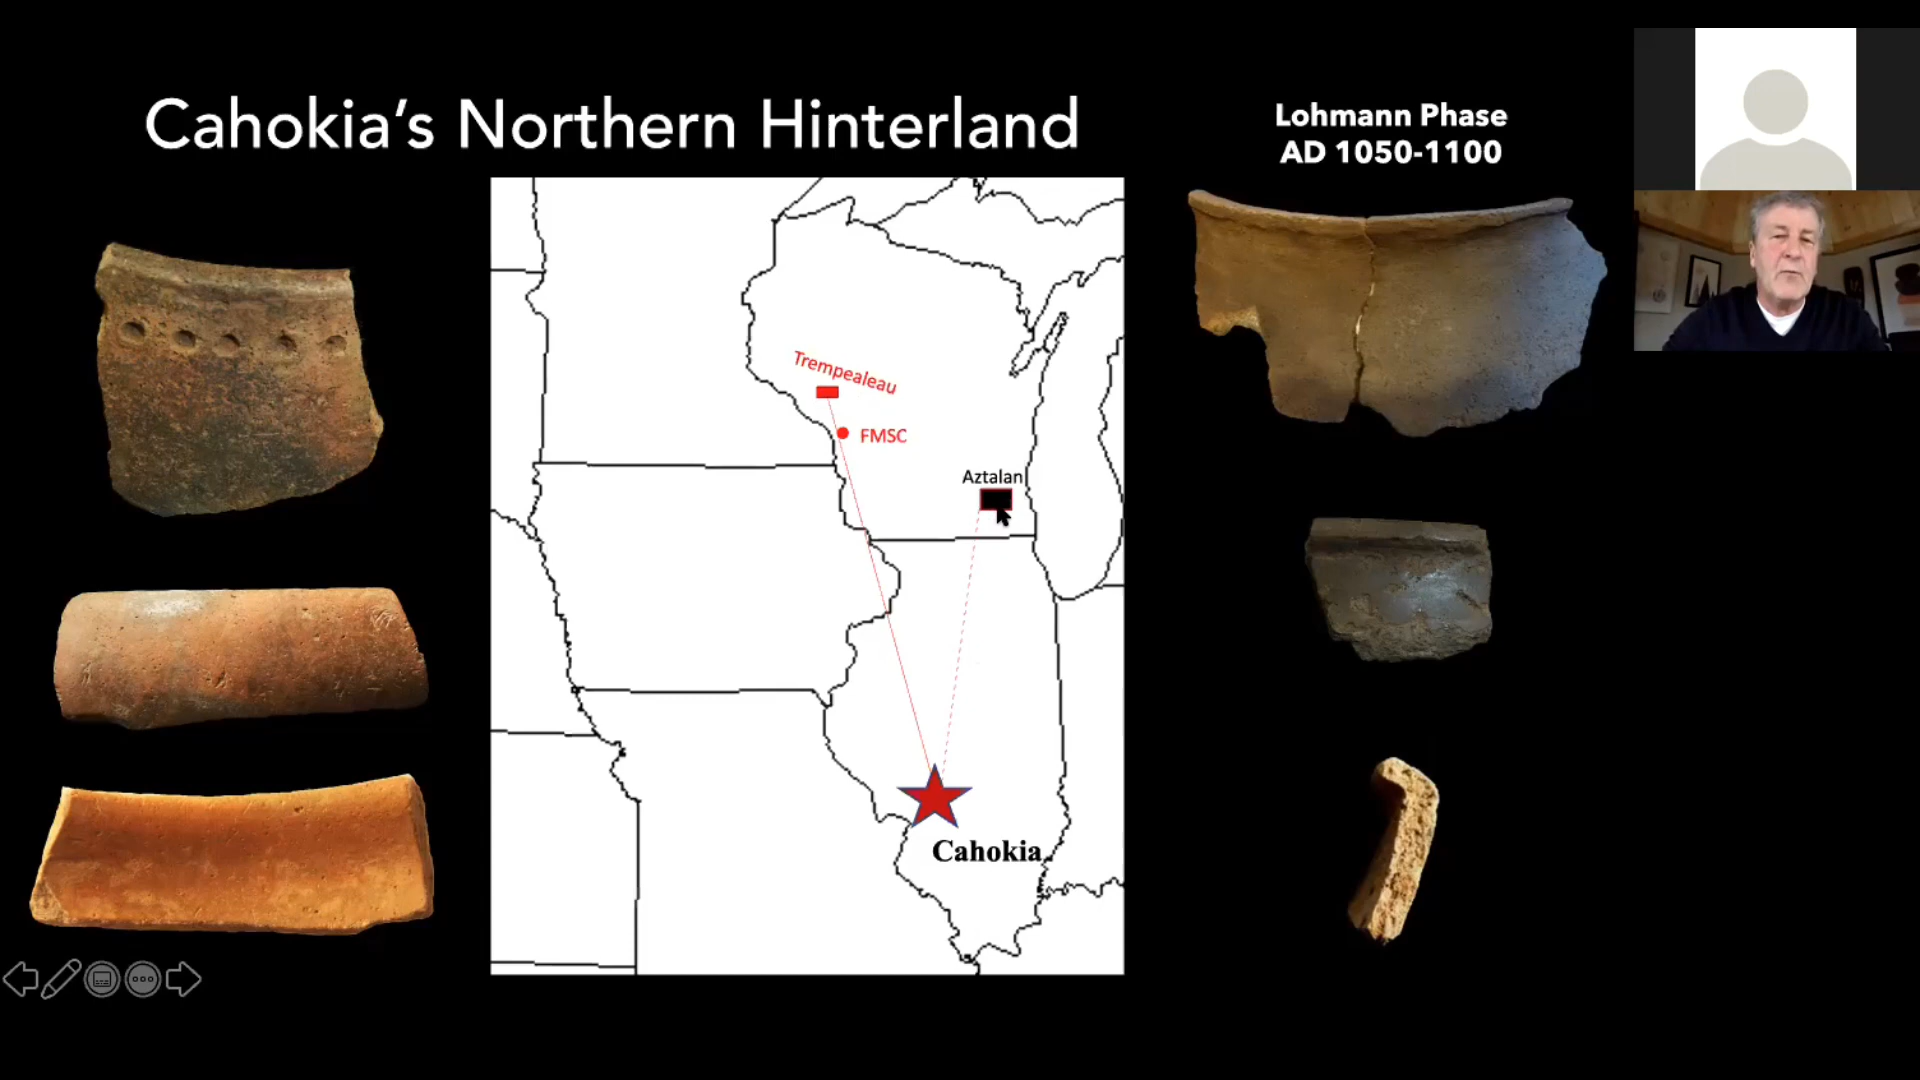 Cahokia’s Northern Hinterland
Lohmann Phase
AD 1050-1100
Trempealeau
FMSC
Aztalan
Cahokia